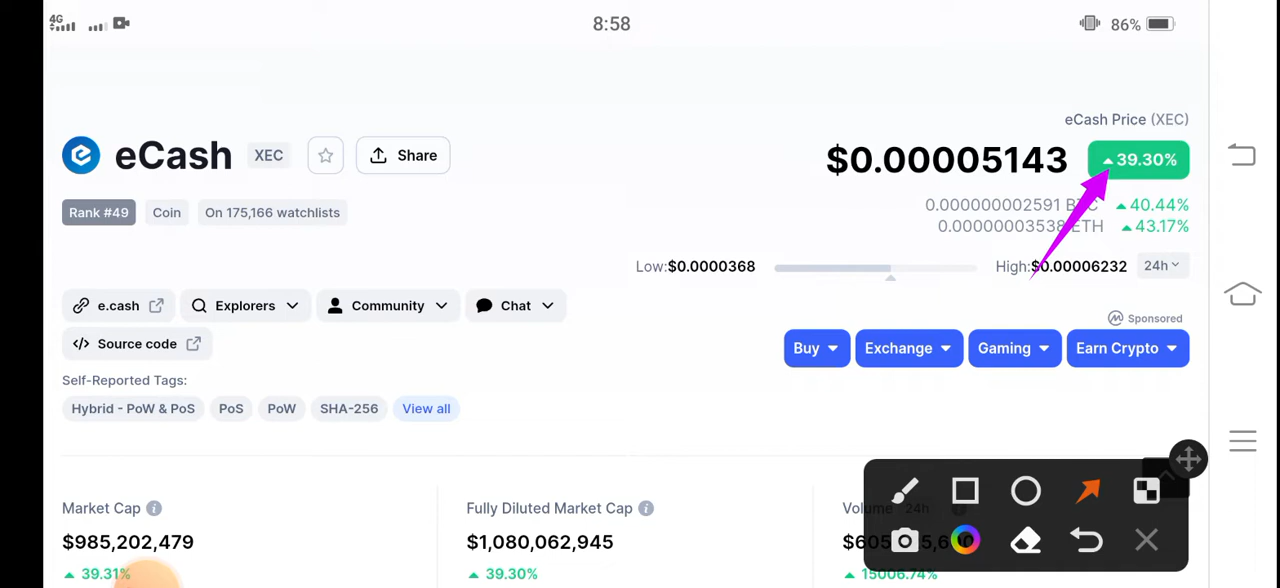 4G 8:58 86%
eCash Price (XEC)
eCash XEC Share $0.00005143 39.30%
Rank #49 Coin On 175,166 watchlists
0.000000002591 BTC 40.44%
0.00000003538 ETH 43.17%
Low:$0.0000368 High:$0.00006232 24h
e.cash Explorers Community Chat
Sponsored
Source code
Buy Exchange Gaming Earn Crypto
Self-Reported Tags:
Hybrid - PoW & PoS PoS PoW SHA-256 View all
Market Cap Fully Diluted Market Cap Volume 24h
$985,202,479 $1,080,062,945
39.31% 39.30% 15006.74%